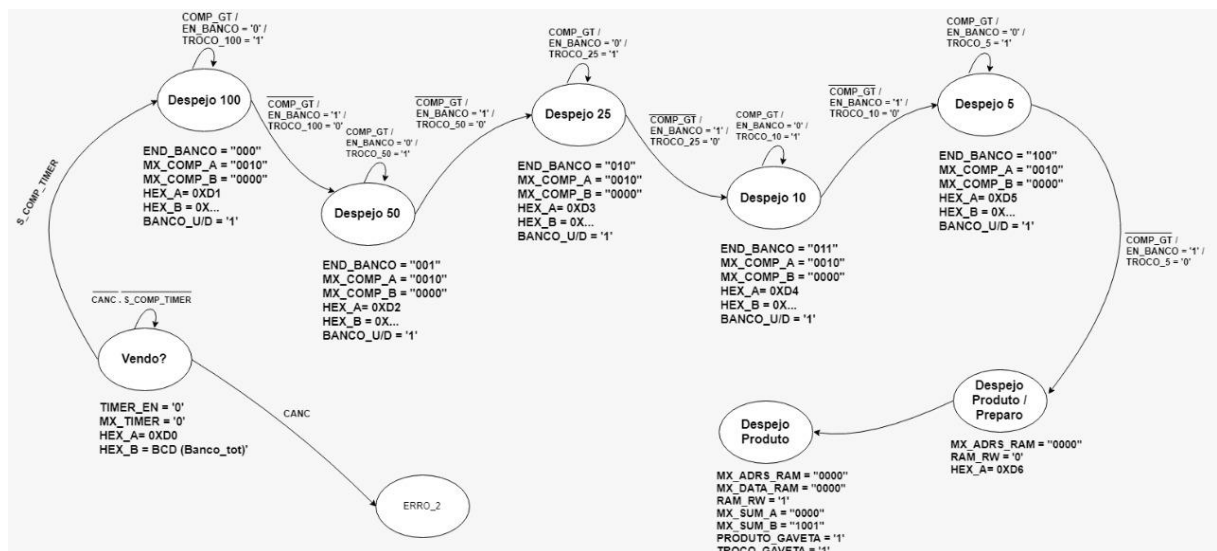 COMP_GT /
EN_BANCO = '0' /
TROCO_100 = '1'
Despejo 100
END_BANCO = "000"
MX_COMP_A = "0010"
MX_COMP_B = "0000"
HEX_A= 0XD1
HEX_B = 0X...
BANCO_U/D = '1'
COMP_GT /
EN_BANCO = '1' /
TROCO_100 = '0'
COMP_GT /
EN_BANCO = '0' /
TROCO_50 = '1'
Despejo 50
END_BANCO = "001"
MX_COMP_A = "0010"
MX_COMP_B = "0000"
HEX_A= 0XD2
HEX_B = 0X...
BANCO_U/D = '1'
COMP_GT /
EN_BANCO = '1' /
TROCO_50 = '0'
COMP_GT /
EN_BANCO = '0' /
TROCO_25 = '1'
Despejo 25
END_BANCO = "010"
MX_COMP_A = "0010"
MX_COMP_B = "0000"
HEX_A= 0XD3
HEX_B = 0X...
BANCO_U/D = '1'
COMP_GT /
EN_BANCO = '1' /
TROCO_25 = '0'
COMP_GT /
EN_BANCO = '0' /
TROCO_10 = '1'
Despejo 10
END_BANCO = "011"
MX_COMP_A = "0010"
MX_COMP_B = "0000"
HEX_A= 0XD4
HEX_B = 0X...
BANCO_U/D = '1'
COMP_GT /
EN_BANCO = '1' /
TROCO_10 = '0'
COMP_GT /
EN_BANCO = '0' /
TROCO_5 = '1'
Despejo 5
END_BANCO = "100"
MX_COMP_A = "0010"
MX_COMP_B = "0000"
HEX_A= 0XD5
HEX_B = 0X...
BANCO_U/D = '1'
COMP_GT /
EN_BANCO = '1' /
TROCO_5 = '0'
S_COMP_TIMER
CANC . S_COMP_TIMER
Vendo?
TIMER_EN = '0'
MX_TIMER = '0'
HEX_A= 0XD0
HEX_B = BCD (Banco_tot)'
CANC
ERRO_2
Despejo
Produto /
Preparo
MX_ADRS_RAM = "0000"
RAM_RW = '0'
HEX_A= 0XD6
Despejo
Produto
MX_ADRS_RAM = "0000"
MX_DATA_RAM = "0000"
RAM_RW = '1'
MX_SUM_A = "0000"
MX_SUM_B = "1001"
PRODUTO_GAVETA = '1'
TROCO_GAVETA = '1'